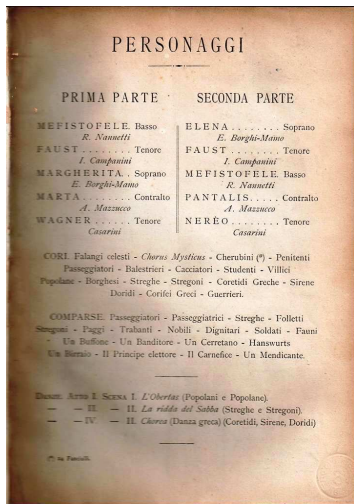 PERSONAGGI
PRIMA PARTE
MEFISTOFELE. Basso
R. Nannetti
FAUST ........ Tenore
I. Campanini
MARGHERITA . . Soprano
E. Borghi-Mamo
MARTA ........ Contralto
A. Mazzucco
WAGNER ...... Tenore
Casarini
SECONDA PARTE
ELENA ........ Soprano
E. Borghi-Mamo
FAUST ........ Tenore
I. Campanini
MEFISTOFELE. Basso
R. Nannetti
PANTALIS ..... Contralto
A. Mazzucco
NERÈO ........ Tenore
Casarini
CORI. Falangi celesti - Chorus Mysticus - Cherubini (*) - Penitenti
Passeggiatori - Balestrieri - Cacciatori - Studenti - Villici
Popolane - Borghesi - Streghe - Stregoni - Coretidi Greche - Sirene
Doridi - Corifei Greci - Guerrieri.
COMPARSE. Passeggiatori - Passeggiatrici - Streghe - Folletti
Stregoni - Paggi - Trabanti - Nobili - Dignitari - Soldati - Fauni
Un Buffone - Un Banditore - Un Cerretano - Hanswurts
Un Birraio - Il Principe elettore - Il Carnefice - Un Mendicante.
DANZE. ATTO I. SCENA I. L'Obertas (Popolani e Popolane).
— — II. — II. La ridda del Sabba (Streghe e Stregoni).
— — IV. — II. Chorea (Danza greca) (Coretidi, Sirene, Doridi)
(*) 24 Fanciulli.